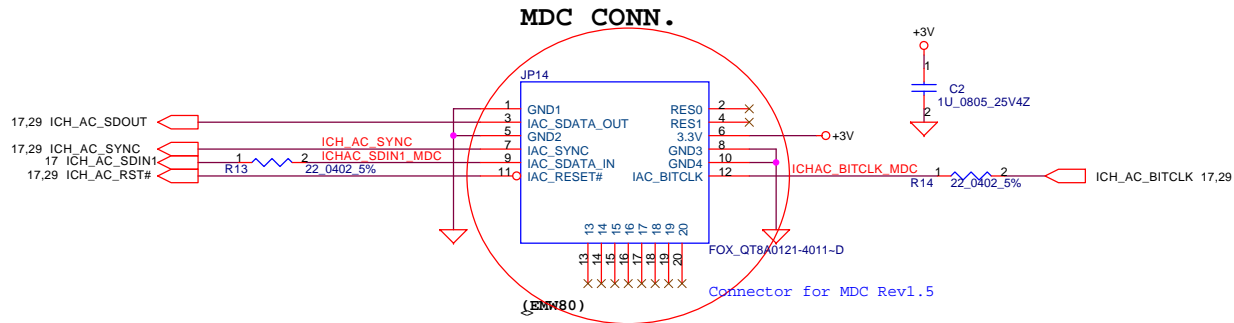 MDC CONN.
+3V
JP14
1
C2
1U_0805_25V4Z
2
1 GND1 RES0 2
17,29 ICH_AC_SDOUT 3 IAC_SDATA_OUT RES1 4
5 GND2 3.3V 6 +3V
17,29 ICH_AC_SYNC ICH_AC_SYNC 7 IAC_SYNC GND3 8
17 ICH_AC_SDIN1 1 2 ICHAC_SDIN1_MDC 9 IAC_SDATA_IN GND4 10
R13 22_0402_5%
17,29 ICH_AC_RST# 11 IAC_RESET# IAC_BITCLK 12 ICHAC_BITCLK_MDC 1 2 ICH_AC_BITCLK 17,29
R14 22_0402_5%
13 14 15 16 17 18 19 20
13 14 15 16 17 18 19 20
FOX_QT8A0121-4011~D
Connector for MDC Rev1.5
(EMW80)